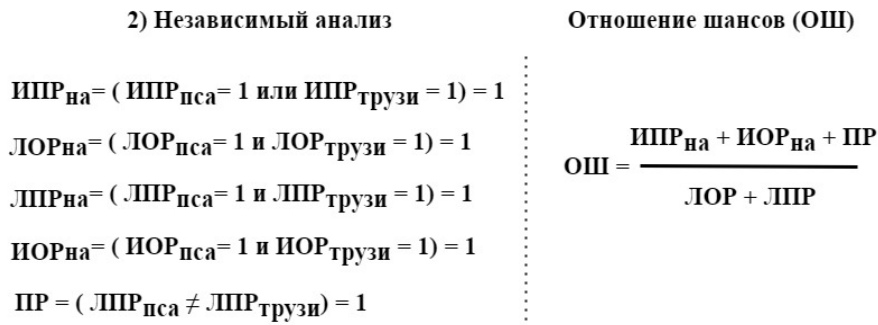 2) Независимый анализ
ИПРна= ( ИПРпса= 1 или ИПРтрузи = 1) = 1
ЛОРна= ( ЛОРпса= 1 и ЛОРтрузи = 1) = 1
ЛПРна= ( ЛПРпса= 1 и ЛПРтрузи = 1) = 1
ИОРна= ( ИОРпса= 1 и ИОРтрузи = 1) = 1
ПР = ( ЛПРпса ≠ ЛПРтрузи) = 1
Отношение шансов (ОШ)
ИПРна + ИОРна + ПР
ОШ =
ЛОР + ЛПР